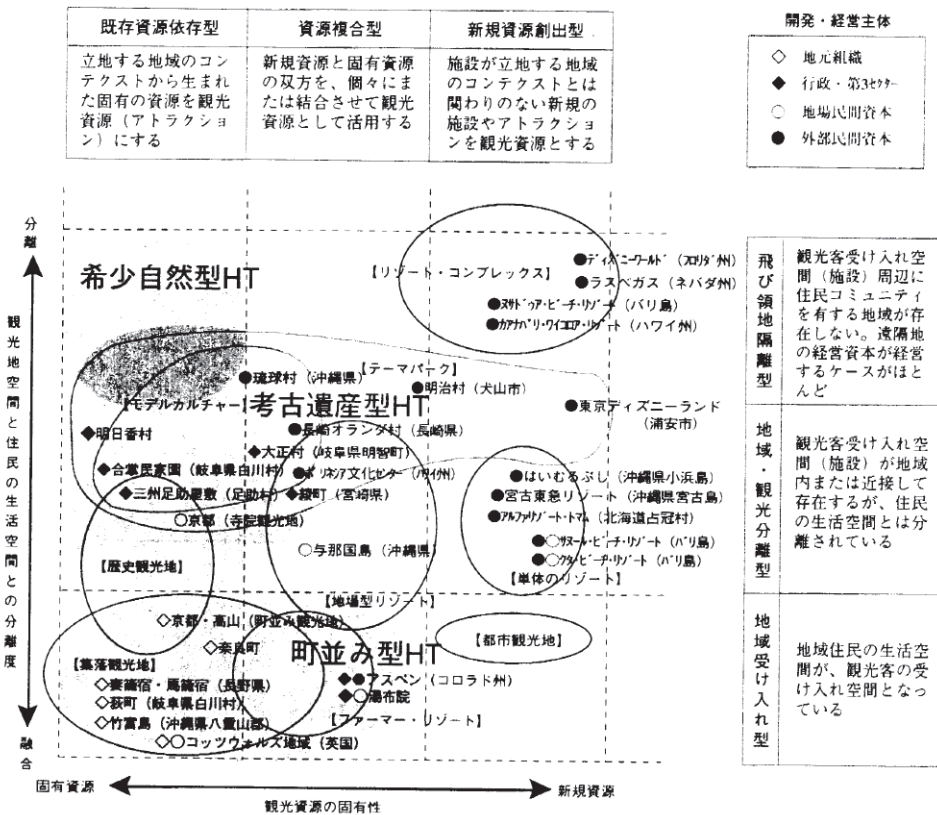 既存資源依存型
立地する地域のコン
テクストから生まれ
た固有の資源を観光
資源（アトラクショ
ン）にする
資源複合型
新規資源と固有資源
の双方を、個々にま
たは結合させて観光
資源として活用する
新規資源創出型
施設が立地する地域
のコンテクストとは
関わりのない新規の
施設やアトラクショ
ンを観光資源とする
開発・経営主体
◇ 地元組織
◆ 行政・第3セクター
○ 地場民間資本
● 外部民間資本
分離
観光地空間と住民の生活空間との分離度
融合
希少自然型HT
【リゾート・コンプレックス】
●ディズニーワールド（フロリダ州）
●ラスベガス（ネバダ州）
●ヌサドゥア・ビーチ・リゾート（バリ島）
●カアナパリ・ワイコロア・リゾート（ハワイ州）
【テーマパーク】
●琉球村（沖縄県）
●明治村（犬山市）
【モデルカルチャー】
考古遺産型HT
●東京ディズニーランド
（浦安市）
◆明日香村
●長崎オランダ村（長崎県）
◆大正村（岐阜県明智町）
◆合掌民家園（岐阜県白川村）
●ポリネシア文化センター（ハワイ州）
●はいむるぶし（沖縄県小浜島）
◆三州足助屋敷（足助村）
◆綾町（宮崎県）
●宮古東急リゾート（沖縄県宮古島）
○京都（寺院観光地）
●アルファリゾート・トマム（北海道占冠村）
○与那国島（沖縄県）
●○サヌール・ビーチ・リゾート（バリ島）
●○クタ・ビーチ・リゾート（バリ島）
【歴史観光地】
【単体のリゾート】
【地場型リゾート】
◇京都・高山（町並み観光地）
◇奈良町
町並み型HT
【都市観光地】
【集落観光地】
◇妻籠宿・馬籠宿（長野県）
◆●アスペン（コロラド州）
◇荻町（岐阜県白川村）
◆○湯布院
◇竹富島（沖縄県八重山郡）
【ファーマー・リゾート】
◇○コッツウォルズ地域（英国）
飛び領地隔離型
観光客受け入れ空
間（施設）周辺に
住民コミュニティ
を有する地域が存
在しない。遠隔地
の経営資本が経営
するケースがほと
んど
地域・観光分離型
観光客受け入れ空
間（施設）が地域
内または近接して
存在するが、住民
の生活空間とは分
離されている
地域受け入れ型
地域住民の生活空
間が、観光客の受
け入れ空間となっ
ている
固有資源
新規資源
観光資源の固有性